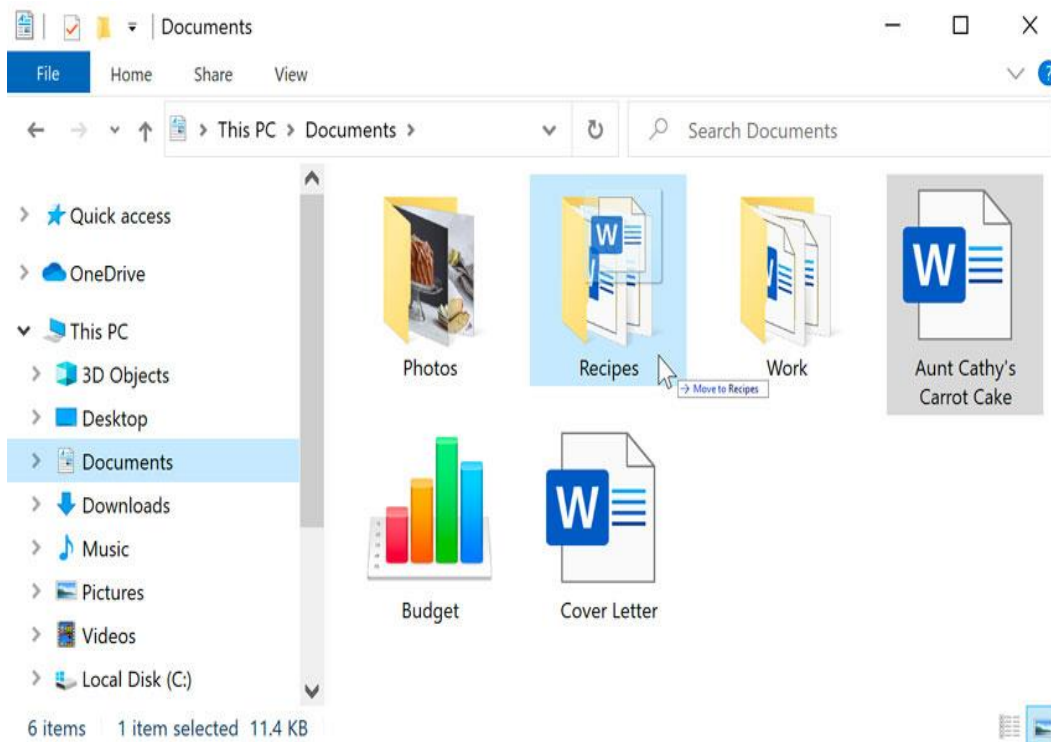 Documents
File Home Share View
This PC > Documents >
Search Documents
Quick access
OneDrive
This PC
3D Objects
Desktop
Documents
Downloads
Music
Pictures
Videos
Local Disk (C:)
Photos
Recipes
Work
Aunt Cathy's
Carrot Cake
→ Move to Recipes
Budget
Cover Letter
6 items 1 item selected 11.4 KB